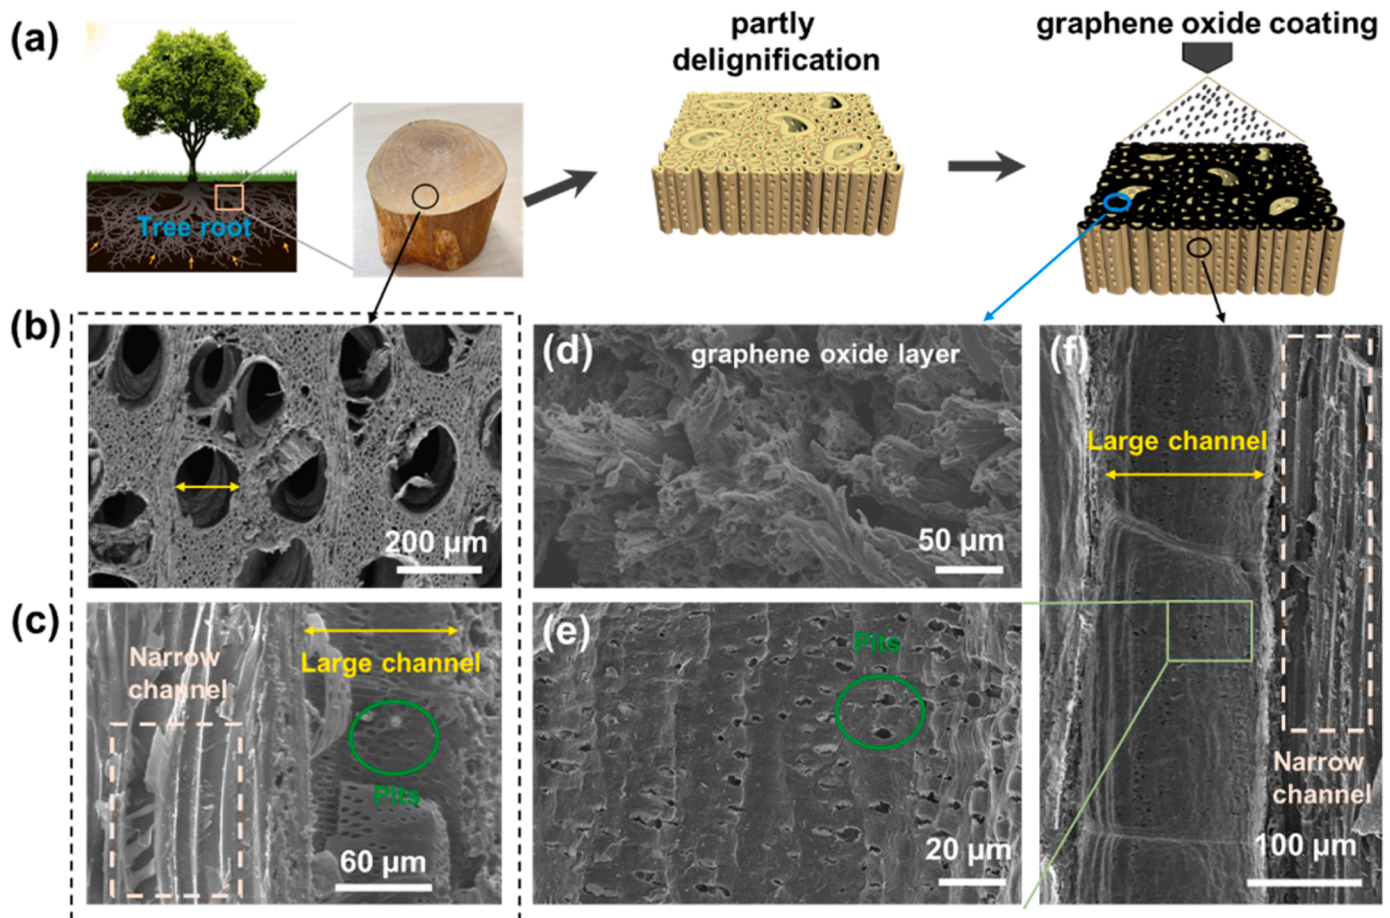 (a)
partly
delignification
graphene oxide coating
Tree root
(b)
200 μm
(c)
Narrow
channel
Large channel
Pits
60 μm
(d)
graphene oxide layer
50 μm
(e)
Pits
20 μm
(f)
Large channel
Narrow
channel
100 μm